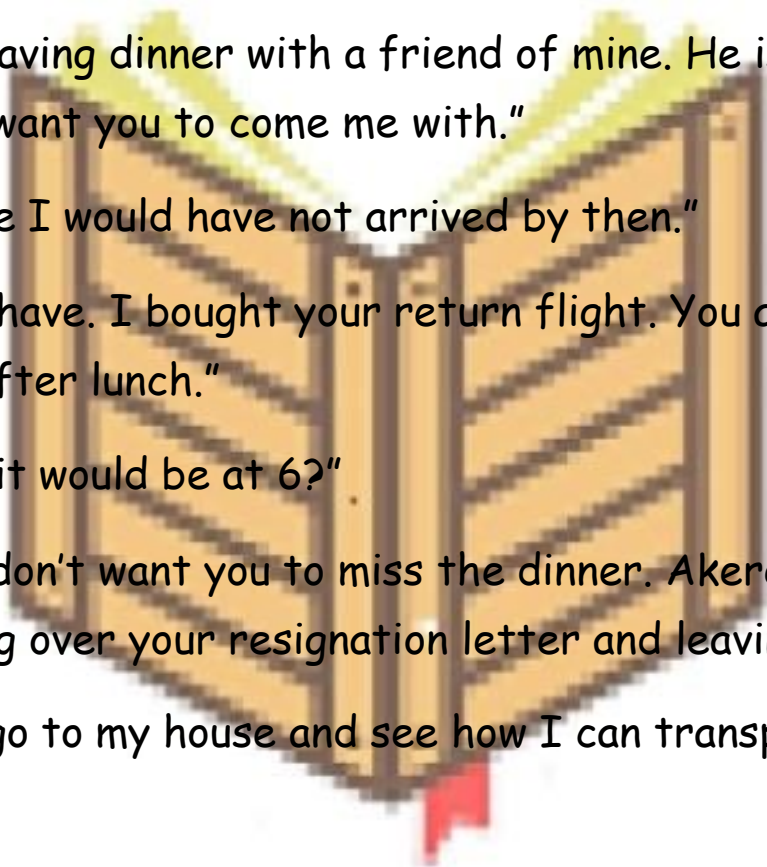 aving dinner with a friend of mine. He is
want you to come me with.”
e I would have not arrived by then.”
have. I bought your return flight. You
fter lunch.”
it would be at 6?”
don’t want you to miss the dinner. Aker
g over your resignation letter and leavi
go to my house and see how I can transp